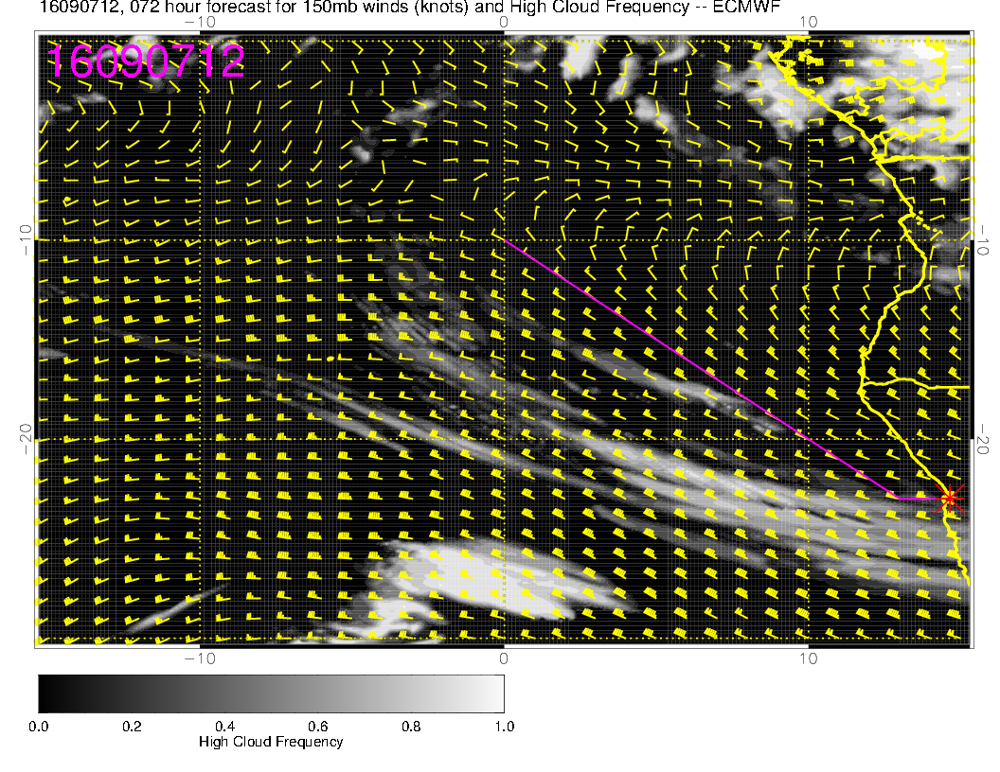 16090712, 072 hour forecast for 150mb winds (knots) and High Cloud Frequency -- ECMWF
−10 0 10
16090712
−10 −10
−20 −20
−10 0 10
0.0 0.2 0.4 0.6 0.8 1.0
High Cloud Frequency